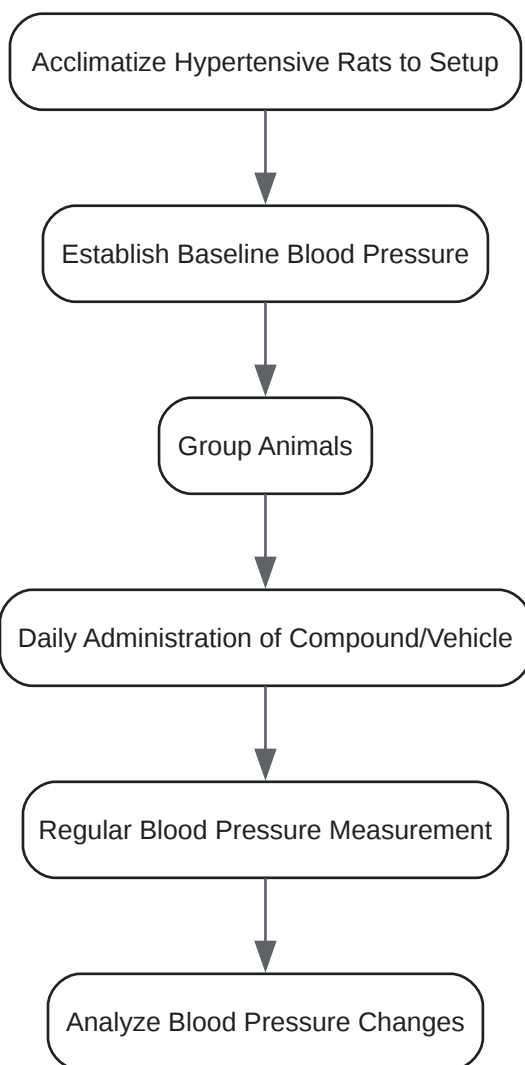 Acclimatize Hypertensive Rats to Setup
Establish Baseline Blood Pressure
Group Animals
Daily Administration of Compound/Vehicle
Regular Blood Pressure Measurement
Analyze Blood Pressure Changes